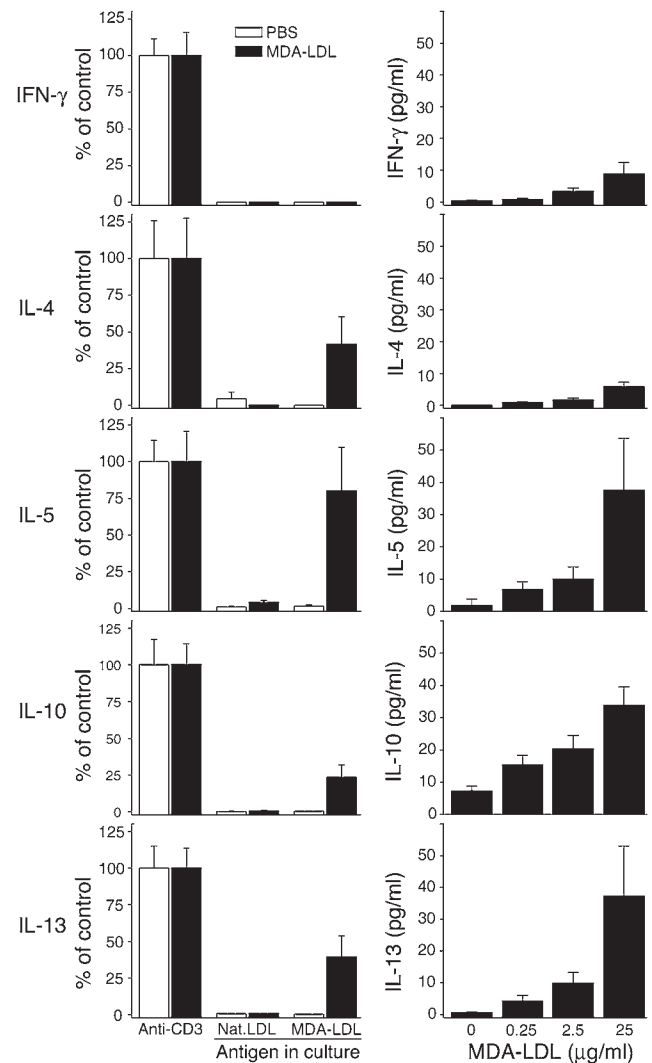 PBS
MDA-LDL
IFN-γ
% of control
125
100
75
50
25
0
IFN-γ (pg/ml)
60
50
40
30
20
10
0
IL-4
% of control
125
100
75
50
25
0
IL-4 (pg/ml)
50
40
30
20
10
0
IL-5
% of control
125
100
75
50
25
0
IL-5 (pg/ml)
50
40
30
20
10
0
IL-10
% of control
125
100
75
50
25
0
IL-10 (pg/ml)
50
40
30
20
10
0
IL-13
% of control
125
100
75
50
25
0
IL-13 (pg/ml)
50
40
30
20
10
0
Anti-CD3 Nat.LDL MDA-LDL
Antigen in culture
0 0.25 2.5 25
MDA-LDL (μg/ml)